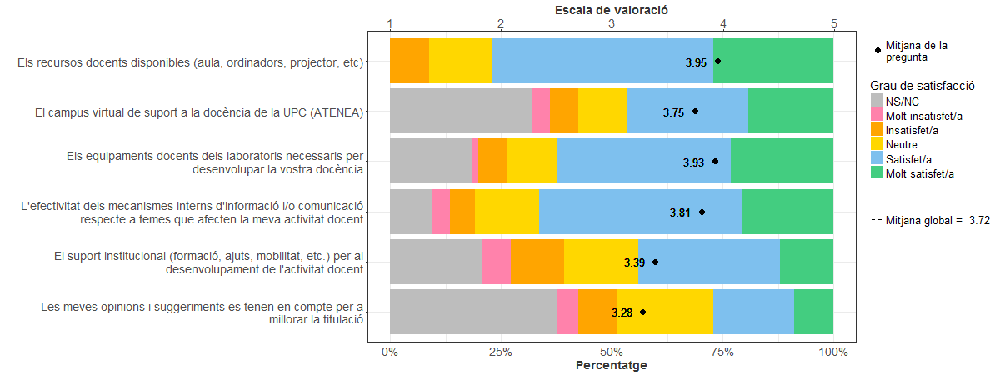 Escala de valoració
1 2 3 4 5
Els recursos docents disponibles (aula, ordinadors, projector, etc)
3.95
El campus virtual de suport a la docència de la UPC (ATENEA)
3.75
Els equipaments docents dels laboratoris necessaris per
desenvolupar la vostra docència
3.93
L'efectivitat dels mecanismes interns d'informació i/o comunicació
respecte a temes que afecten la meva activitat docent
3.81
El suport institucional (formació, ajuts, mobilitat, etc.) per al
desenvolupament de l'activitat docent
3.39
Les meves opinions i suggeriments es tenen en compte per a
millorar la titulació
3.28
0% 25% 50% 75% 100%
Percentatge
Mitjana de la
pregunta
Grau de satisfacció
NS/NC
Molt insatisfet/a
Insatisfet/a
Neutre
Satisfet/a
Molt satisfet/a
Mitjana global = 3.72